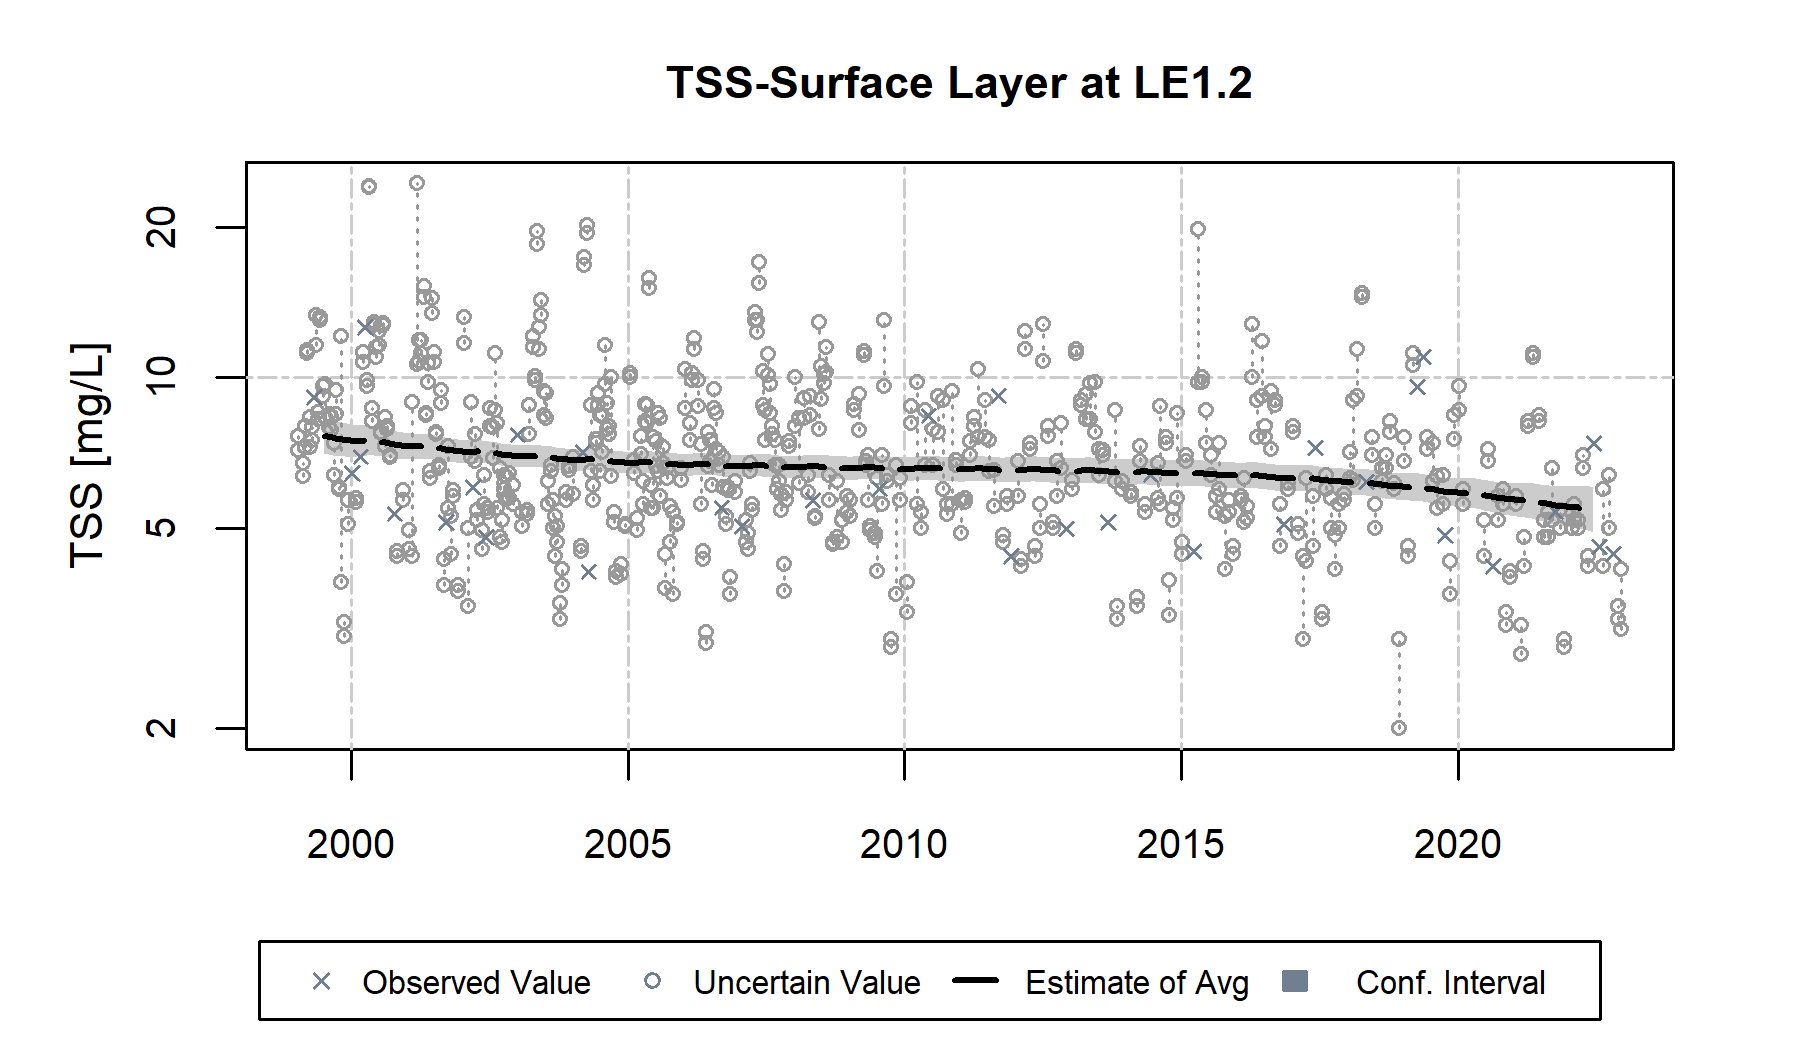 TSS-Surface Layer at LE1.2
TSS [mg/L]
20
10
5
2
2000 2005 2010 2015 2020
Observed Value Uncertain Value Estimate of Avg Conf. Interval